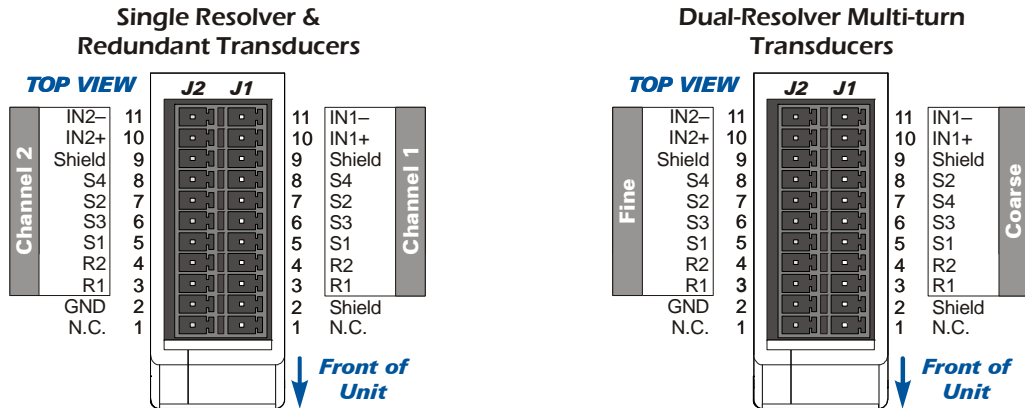 Single Resolver &
Redundant Transducers
TOP VIEW
J2 J1
Channel 2
IN2– 11
IN2+ 10
Shield 9
S4 8
S2 7
S3 6
S1 5
R2 4
R1 3
GND 2
N.C. 1
11 IN1–
10 IN1+
9 Shield
8 S4
7 S2
6 S3
5 S1
4 R2
3 R1
2 Shield
1 N.C.
Channel 1
Front of
Unit
Dual-Resolver Multi-turn
Transducers
TOP VIEW
J2 J1
Fine
IN2– 11
IN2+ 10
Shield 9
S4 8
S2 7
S3 6
S1 5
R2 4
R1 3
GND 2
N.C. 1
11 IN1–
10 IN1+
9 Shield
8 S2
7 S4
6 S3
5 S1
4 R2
3 R1
2 Shield
1 N.C.
Coarse
Front of
Unit